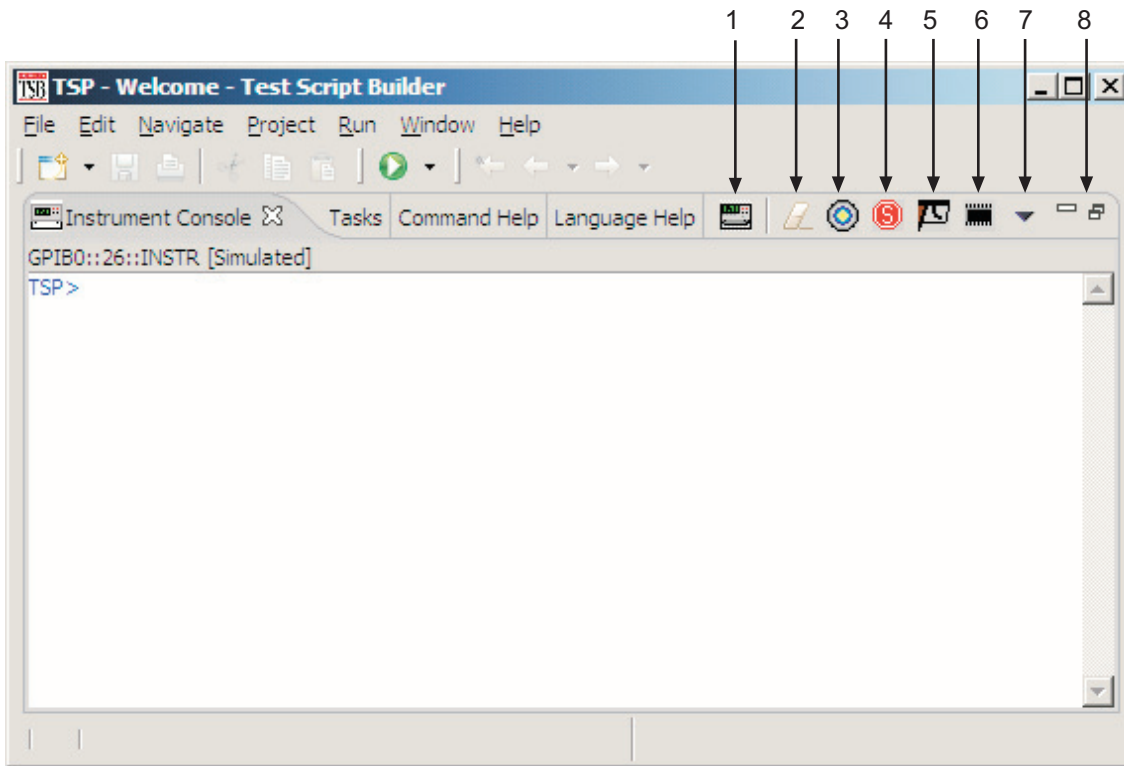 1 2 3 4 5 6 7 8
TSB TSP - Welcome - Test Script Builder
File Edit Navigate Project Run Window Help
Instrument Console Tasks Command Help Language Help S
GPIB0::26::INSTR [Simulated]
TSP>